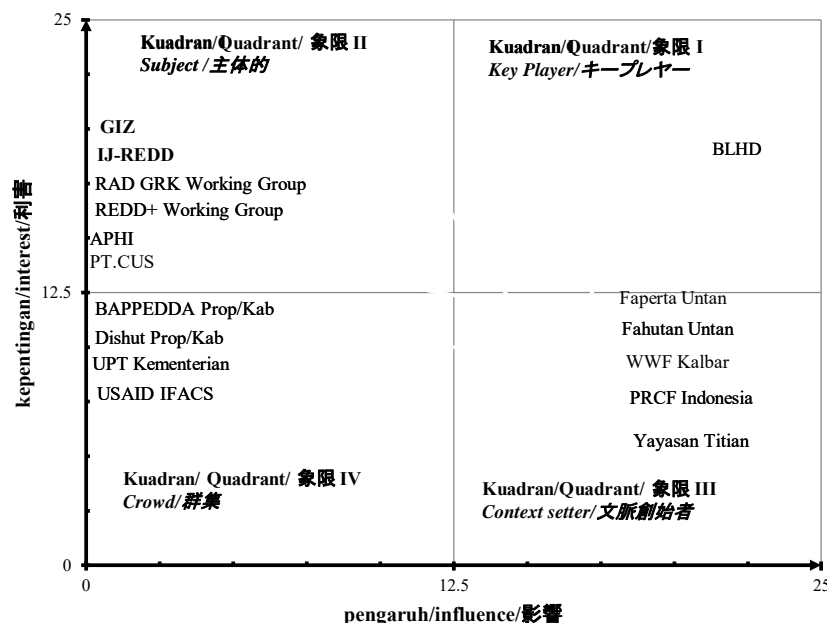 25
Kuadran/Quadrant/ 象限 II
Subject /主体的
Kuadran/Quadrant/象限 I
Key Player/キープレヤー
GIZ
IJ-REDD
RAD GRK Working Group
REDD+ Working Group
APHI
PT.CUS
BLHD
kepentingan/interest/利害
12.5
BAPPEDDA Prop/Kab
Dishut Prop/Kab
UPT Kementerian
USAID IFACS
Faperta Untan
Fahutan Untan
WWF Kalbar
PRCF Indonesia
Yayasan Titian
Kuadran/ Quadrant/ 象限 IV
Crowd/群集
Kuadran/Quadrant/ 象限 III
Context setter/文脈創始者
0
0
12.5
25
pengaruh/influence/影響